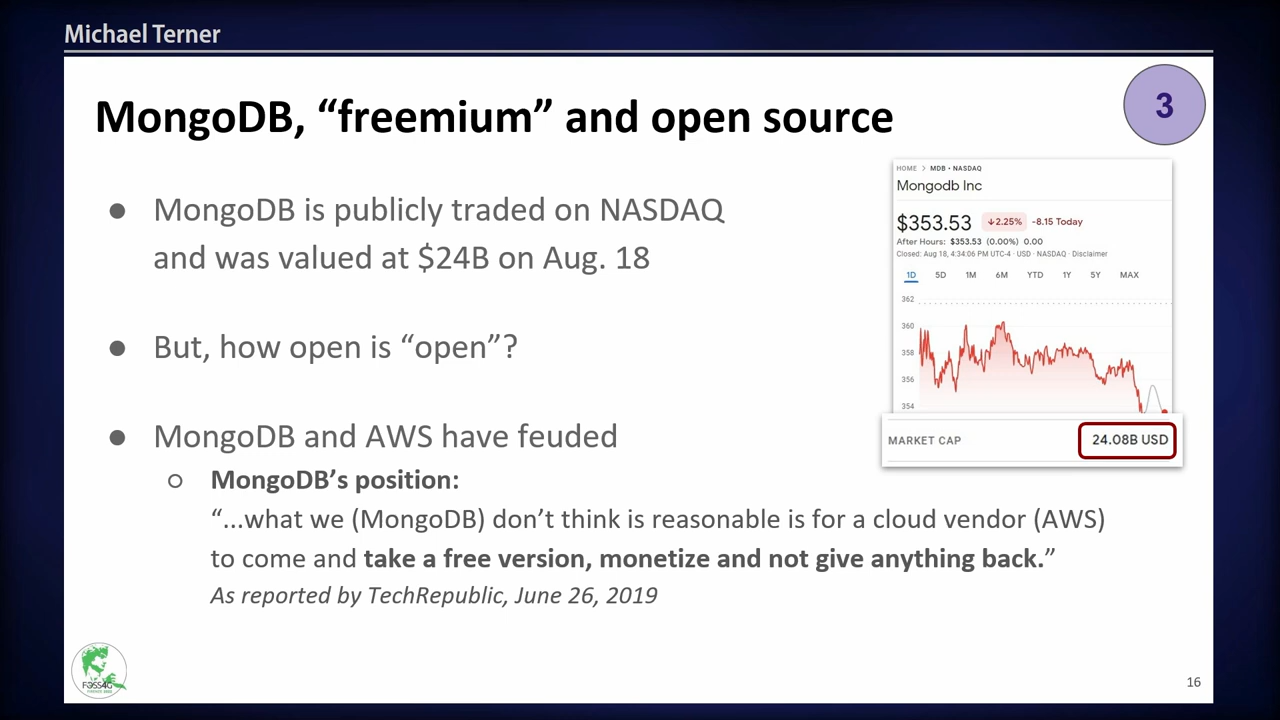 Michael Terner
MongoDB, “freemium” and open source
3
● MongoDB is publicly traded on NASDAQ
and was valued at $24B on Aug. 18
● But, how open is “open”?
● MongoDB and AWS have feuded
○ MongoDB’s position:
“...what we (MongoDB) don’t think is reasonable is for a cloud vendor (AWS)
to come and take a free version, monetize and not give anything back.”
As reported by TechRepublic, June 26, 2019
HOME > MDB • NASDAQ
Mongodb Inc
$353.53 ↓2.25% -8.15 Today
After Hours: $353.53 (0.00%) 0.00
Closed: Aug 18, 4:34:06 PM UTC-4 · USD · NASDAQ · Disclaimer
1D 5D 1M 6M YTD 1Y 5Y MAX
362
360
358
356
354
MARKET CAP 24.08B USD
FOSS4G
16